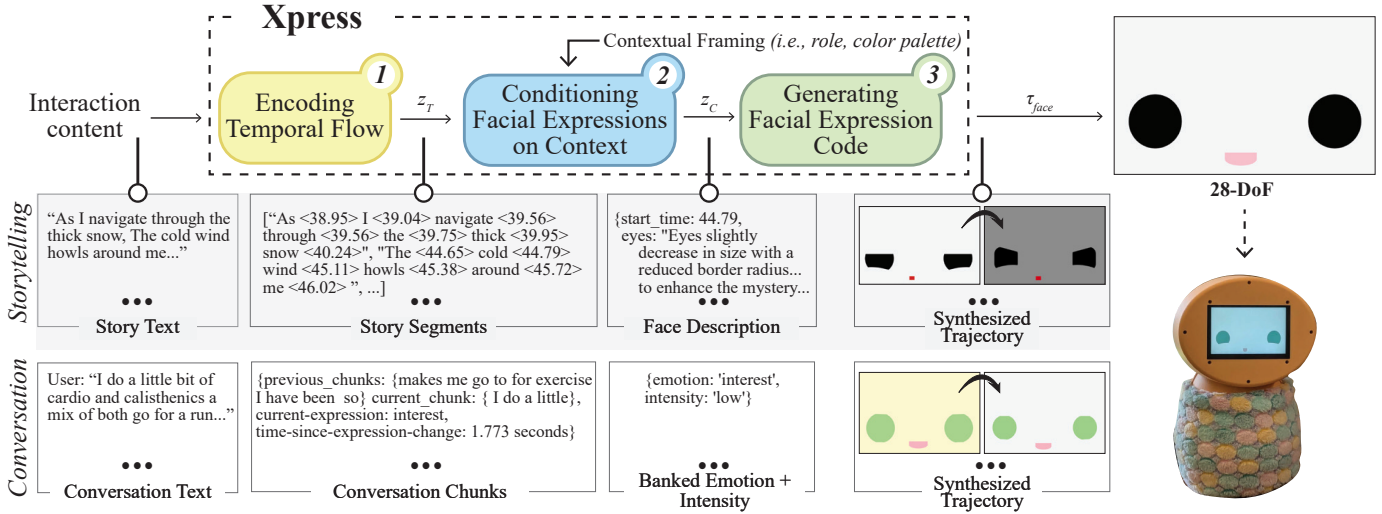 Xpress
Contextual Framing (i.e., role, color palette)
Interaction
content
1
Encoding
Temporal Flow
z_T
2
Conditioning
Facial Expressions
on Context
z_C
3
Generating
Facial Expression
Code
τ_face
28-DoF
Storytelling
“As I navigate through the
thick snow, The cold wind
howls around me...”
•••
Story Text
[“As <38.95> I <39.04> navigate <39.56>
through <39.56> the <39.75> thick <39.95>
snow <40.24>", "The <44.65> cold <44.79>
wind <45.11> howls <45.38> around <45.72>
me <46.02> ”, ...]
•••
Story Segments
{start_time: 44.79,
eyes: "Eyes slightly
decrease in size with a
reduced border radius...
to enhance the mystery...
•••
Face Description
•••
Synthesized
Trajectory
Conversation
User: “I do a little bit of
cardio and calisthenics a
mix of both go for a run...”
•••
Conversation Text
{previous_chunks: {makes me go to for exercise
I have been so} current_chunk: { I do a little},
current-expression: interest,
time-since-expression-change: 1.773 seconds}
•••
Conversation Chunks
{emotion: 'interest',
intensity: 'low'}
•••
Banked Emotion +
Intensity
•••
Synthesized
Trajectory